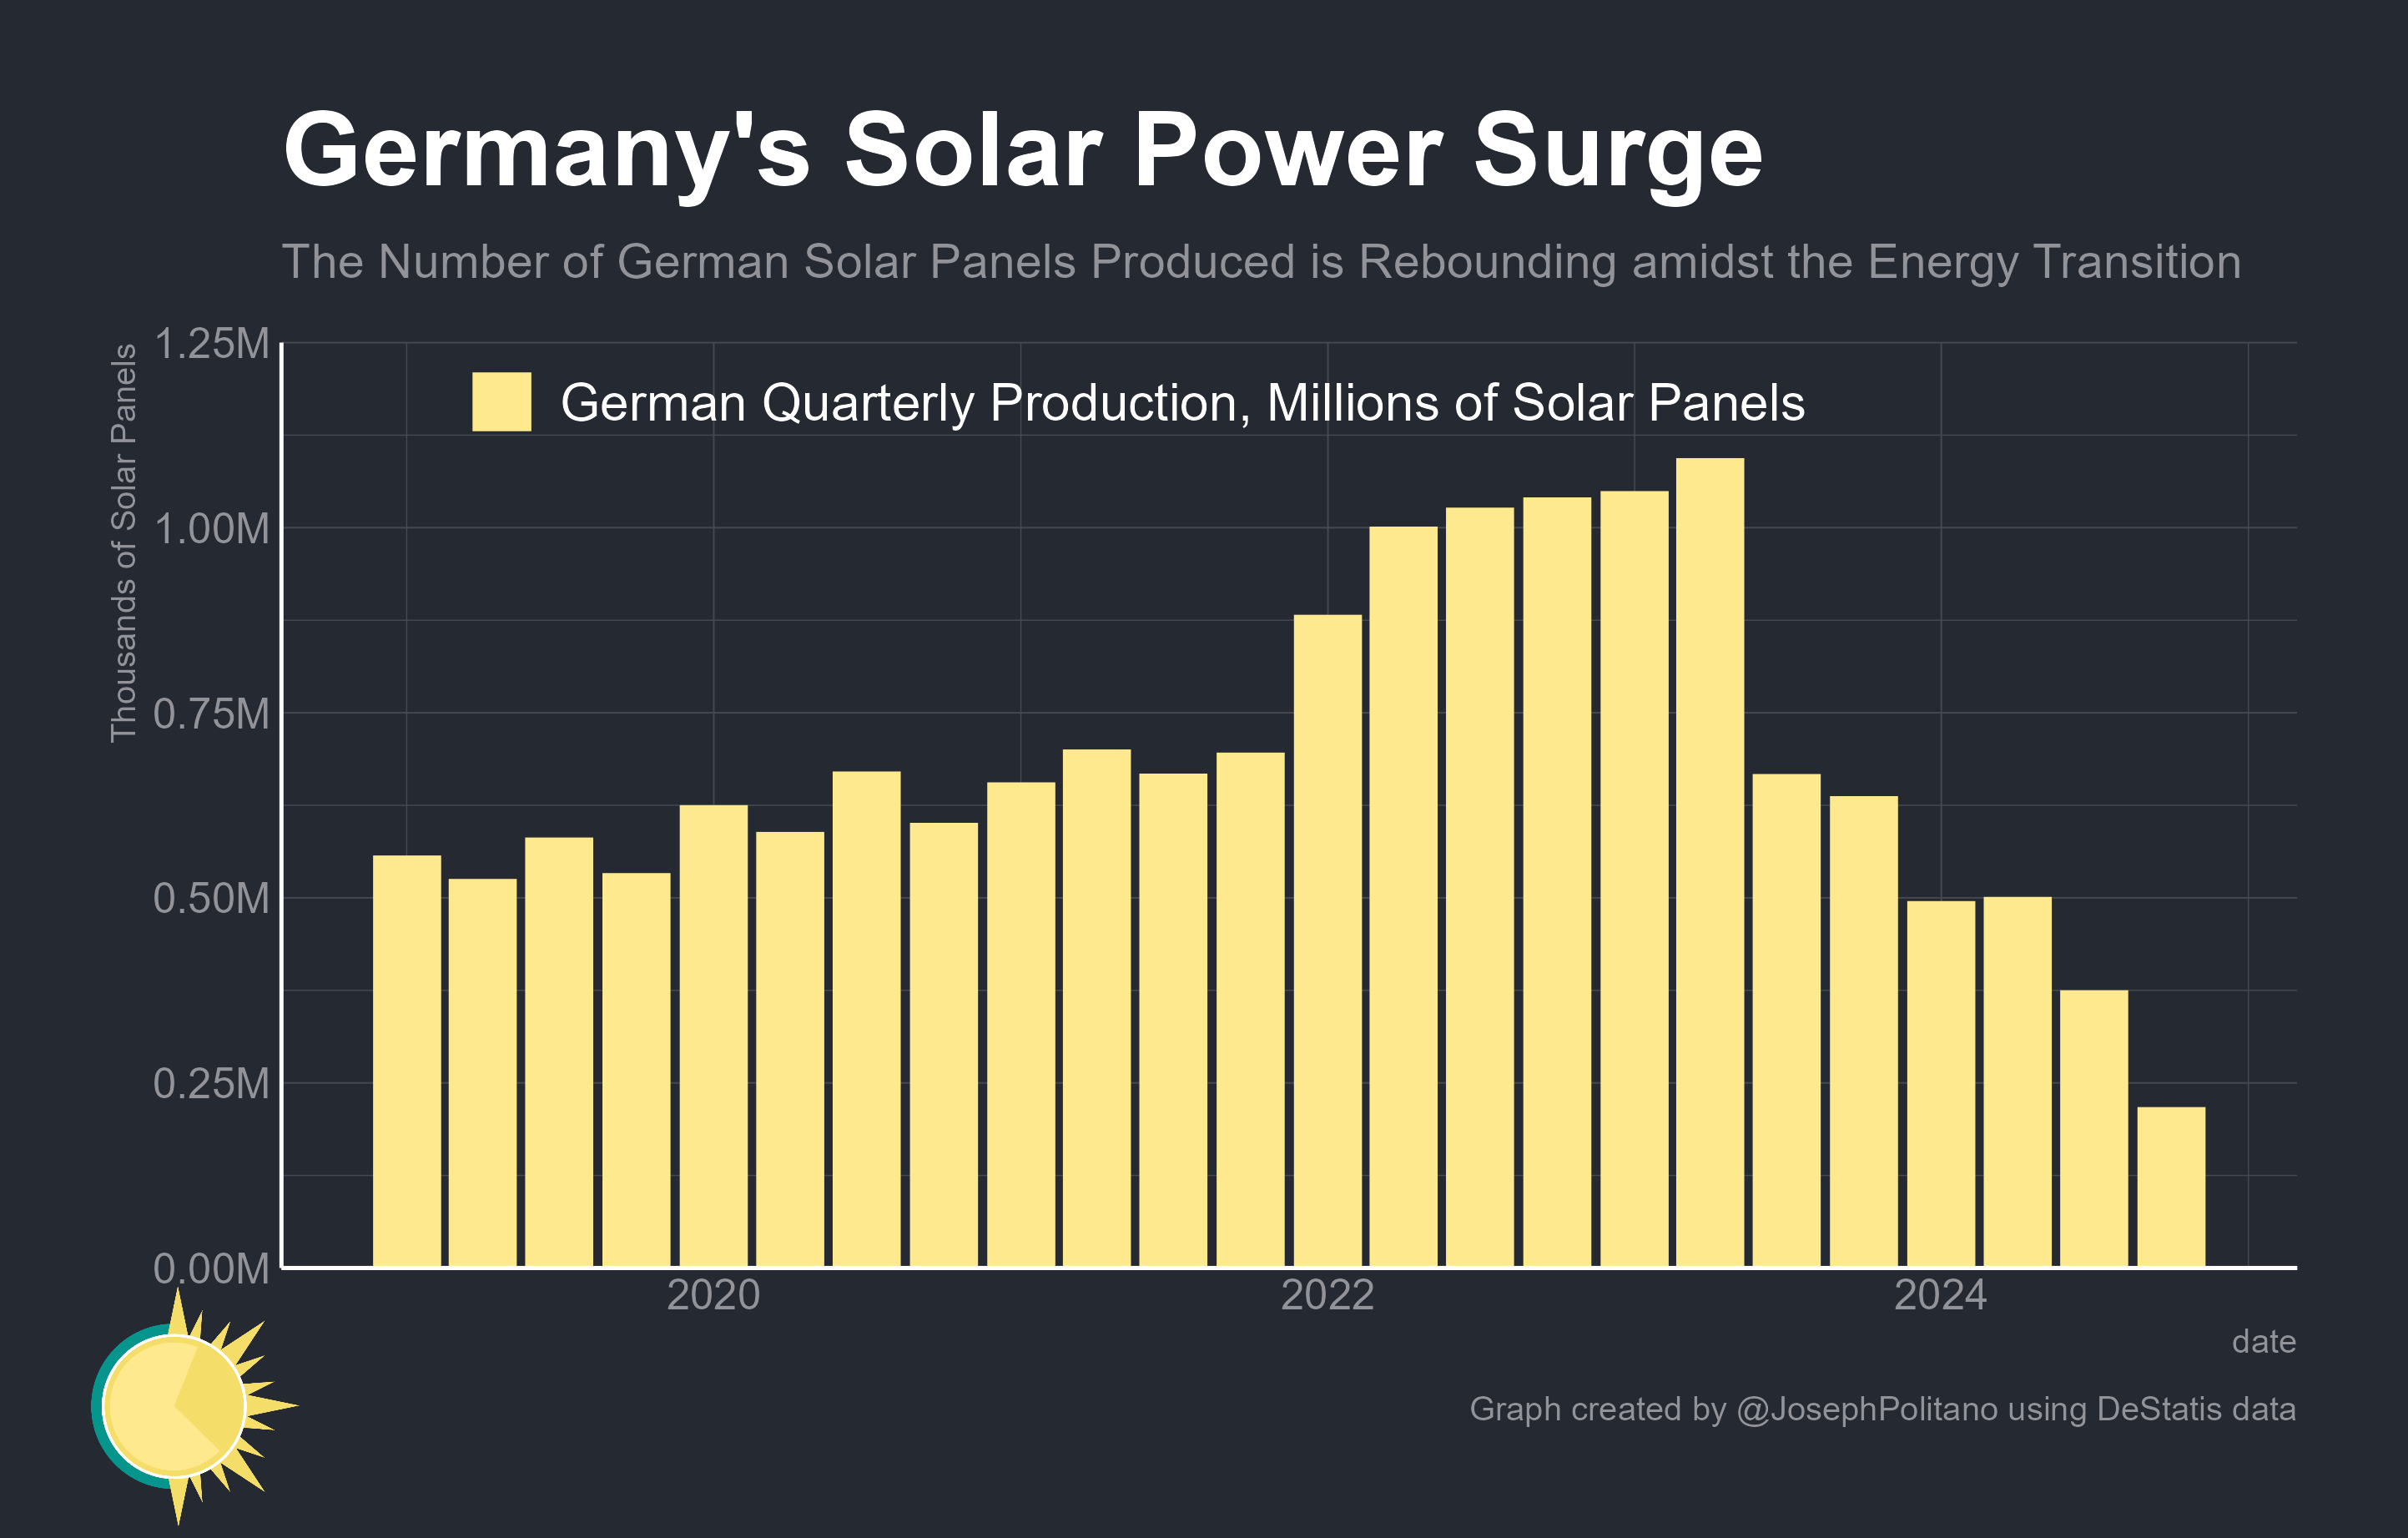 Germany's Solar Power Surge
The Number of German Solar Panels Produced is Rebounding amidst the Energy Transition
Thousands of Solar Panels
1.25M
German Quarterly Production, Millions of Solar Panels
1.00M
0.75M
0.50M
0.25M
0.00M
2020 2022 2024
date
Graph created by @JosephPolitano using DeStatis data